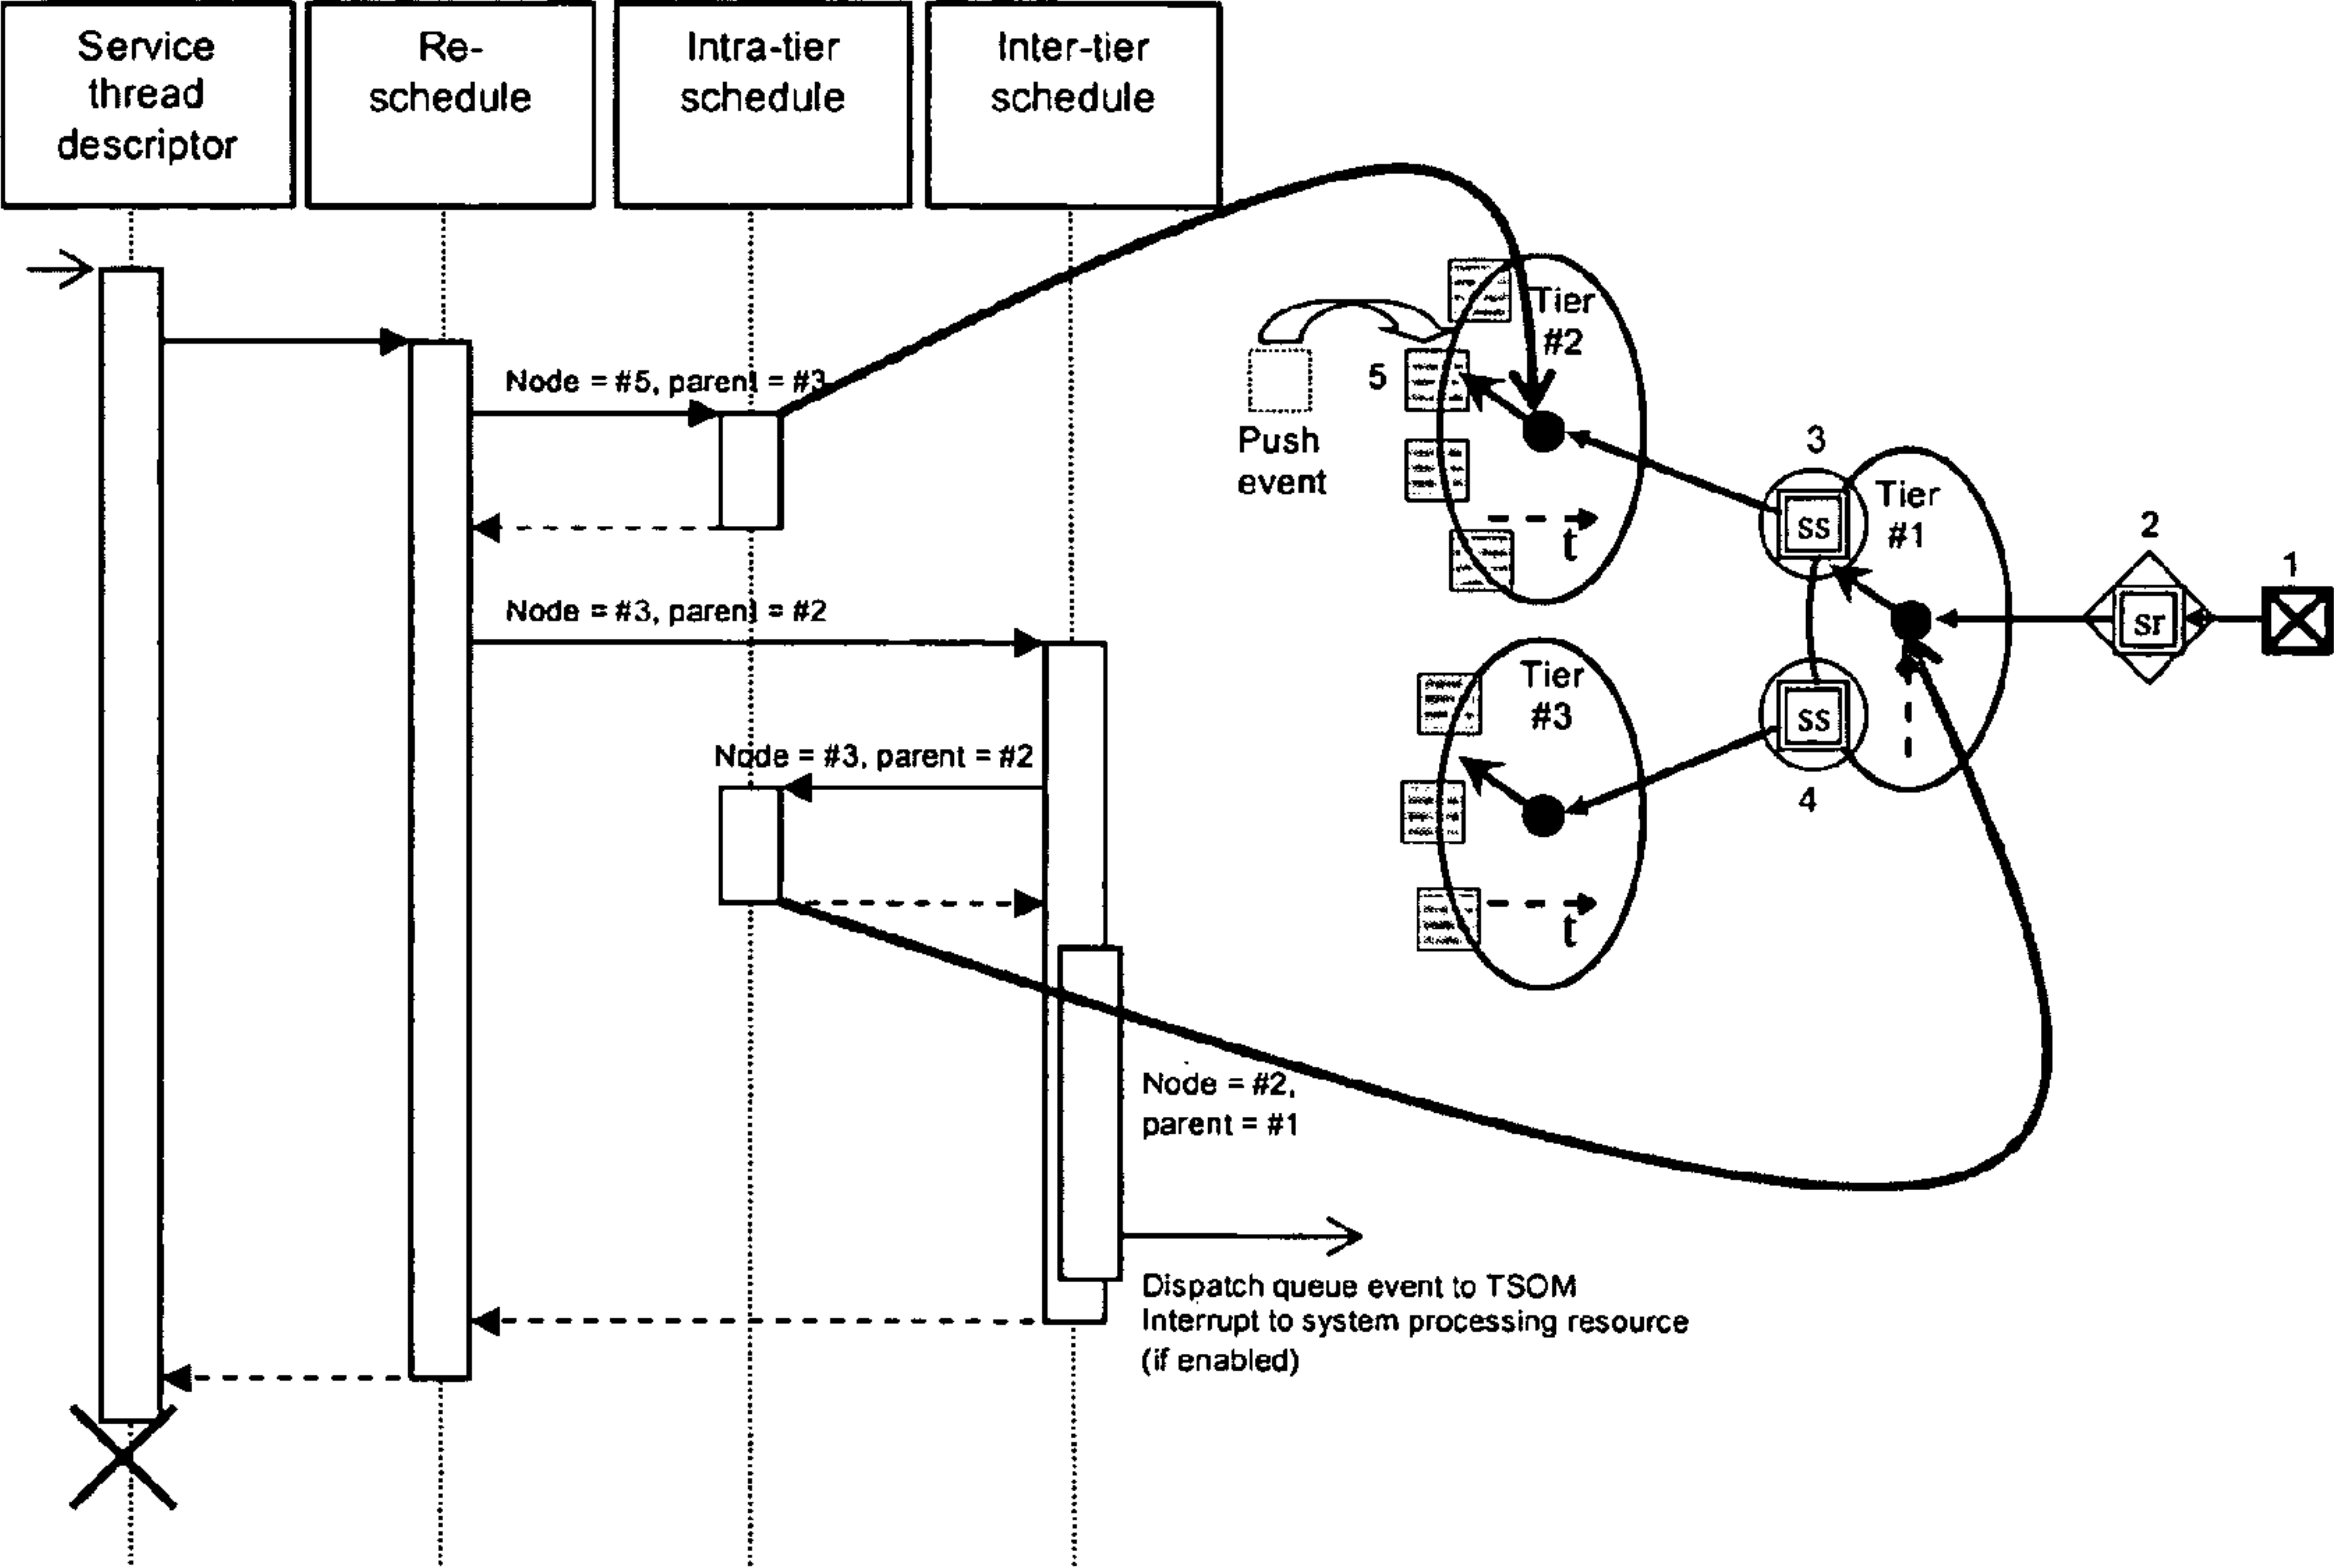 Service
thread
descriptor
Re-
schedule
Intra-tier
schedule
Inter-tier
schedule
Node = #5, parent = #3
Node = #3, parent = #2
Node = #3, parent = #2
Node = #2,
parent = #1
Dispatch queue event to TSOM
Interrupt to system processing resource
(if enabled)
Push
event
5
Tier
#2
t
3
ss
Tier
#1
2
sr
1
ss
4
Tier
#3
t